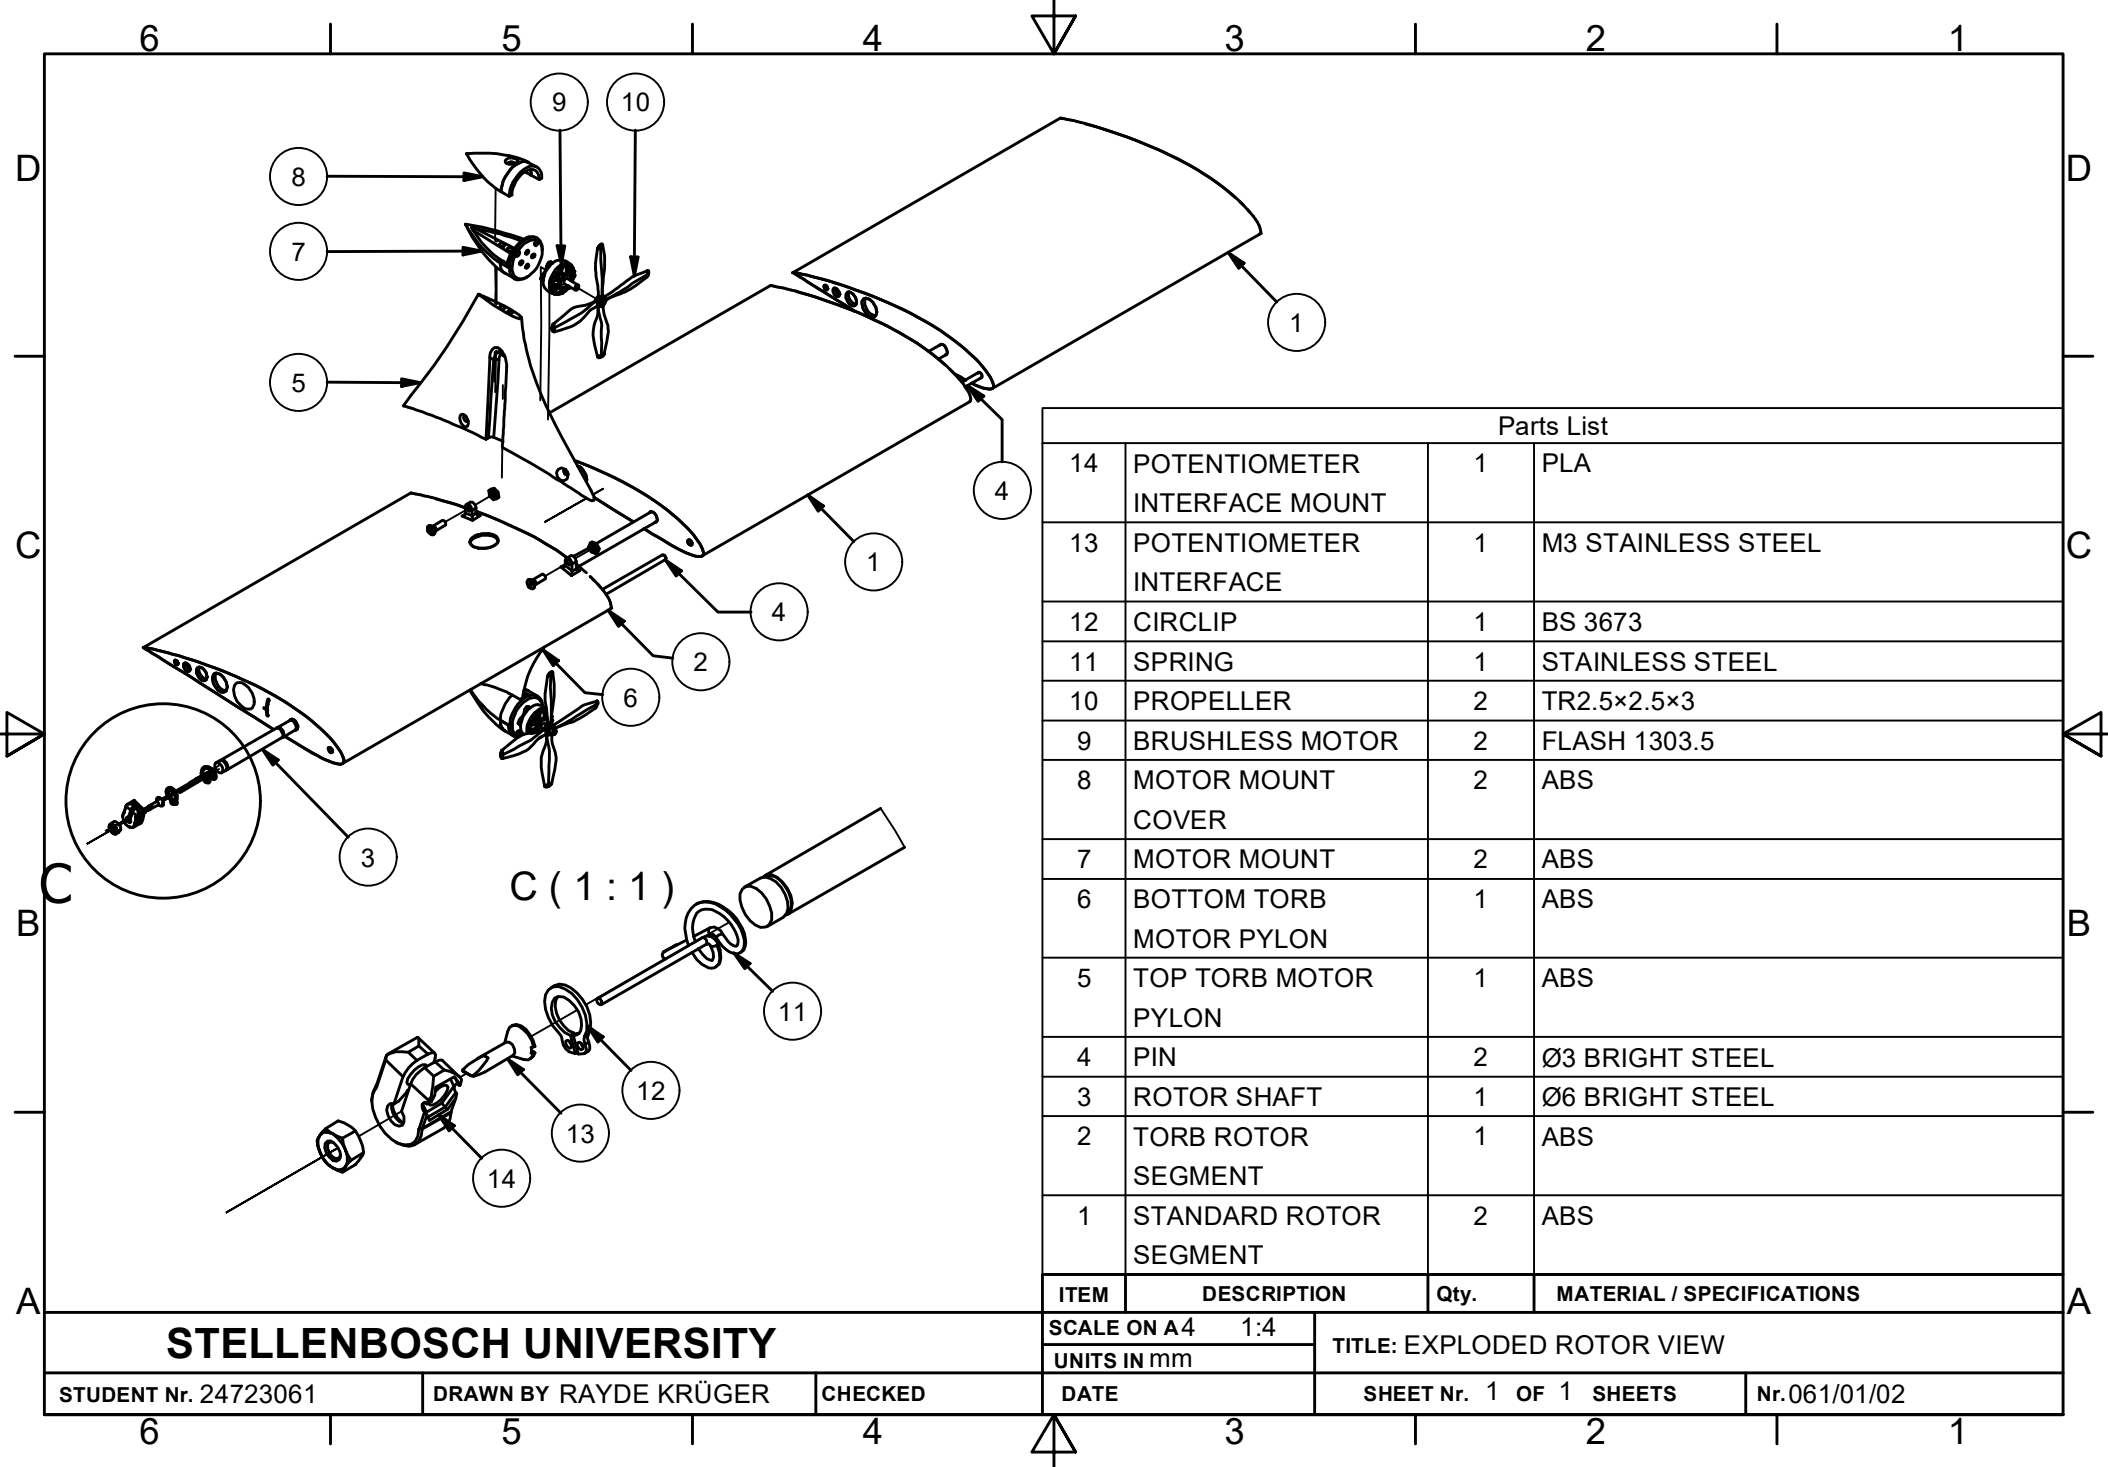 6 5 4 3 2 1
D D
C C
B B
A A
9 10
8
7
5
1
4
1
4
2
6
3
C
C ( 1 : 1 )
11
12
13
14
Parts List
14 POTENTIOMETER 1 PLA
INTERFACE MOUNT
13 POTENTIOMETER 1 M3 STAINLESS STEEL
INTERFACE
12 CIRCLIP 1 BS 3673
11 SPRING 1 STAINLESS STEEL
10 PROPELLER 2 TR2.5×2.5×3
9 BRUSHLESS MOTOR 2 FLASH 1303.5
8 MOTOR MOUNT 2 ABS
COVER
7 MOTOR MOUNT 2 ABS
6 BOTTOM TORB 1 ABS
MOTOR PYLON
5 TOP TORB MOTOR 1 ABS
PYLON
4 PIN 2 Ø3 BRIGHT STEEL
3 ROTOR SHAFT 1 Ø6 BRIGHT STEEL
2 TORB ROTOR 1 ABS
SEGMENT
1 STANDARD ROTOR 2 ABS
SEGMENT
ITEM DESCRIPTION Qty. MATERIAL / SPECIFICATIONS
STELLENBOSCH UNIVERSITY
SCALE ON A4 1:4
UNITS IN mm
TITLE: EXPLODED ROTOR VIEW
STUDENT Nr. 24723061 DRAWN BY RAYDE KRÜGER CHECKED DATE SHEET Nr. 1 OF 1 SHEETS Nr. 061/01/02
6 5 4 3 2 1